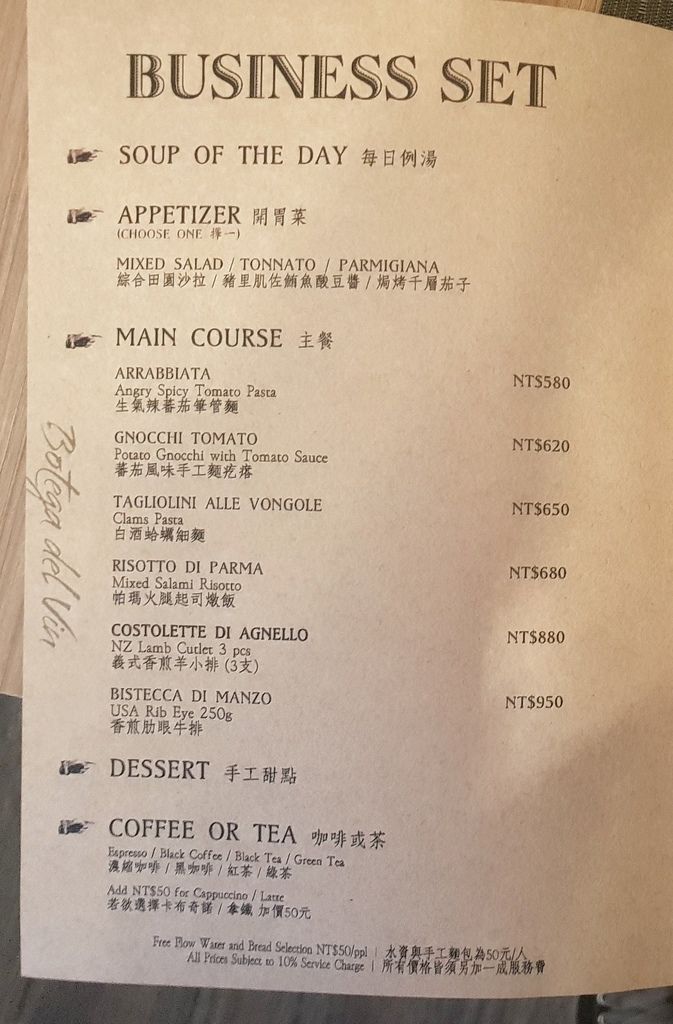 BUSINESS SET
SOUP OF THE DAY 每日例湯
APPETIZER 開胃菜
(CHOOSE ONE 擇一)
MIXED SALAD / TONNATO / PARMIGIANA
綜合田園沙拉 / 豬里肌佐鮪魚酸豆醬 / 焗烤千層茄子
MAIN COURSE 主餐
ARRABBIATA NT$580
Angry Spicy Tomato Pasta
生氣辣蕃茄筆管麵
GNOCCHI TOMATO NT$620
Potato Gnocchi with Tomato Sauce
蕃茄風味手工麵疙瘩
TAGLIOLINI ALLE VONGOLE NT$650
Clams Pasta
白酒蛤蠣細麵
RISOTTO DI PARMA NT$680
Mixed Salami Risotto
帕瑪火腿起司燉飯
COSTOLETTE DI AGNELLO NT$880
NZ Lamb Cutlet 3 pcs
義式香煎羊小排 (3支)
BISTECCA DI MANZO NT$950
USA Rib Eye 250g
香煎肋眼牛排
DESSERT 手工甜點
COFFEE OR TEA 咖啡或茶
Espresso / Black Coffee / Black Tea / Green Tea
濃縮咖啡 / 黑咖啡 / 紅茶 / 綠茶
Add NT$50 for Cappuccino / Latte
若欲選擇卡布奇諾 / 拿鐵 加價50元
Free Flow Water and Bread Selection NT$50/ppl | 水資與手工麵包為50元/人
All Prices Subject to 10% Service Charge | 所有價格皆須另加一成服務費
Bottega del Vin